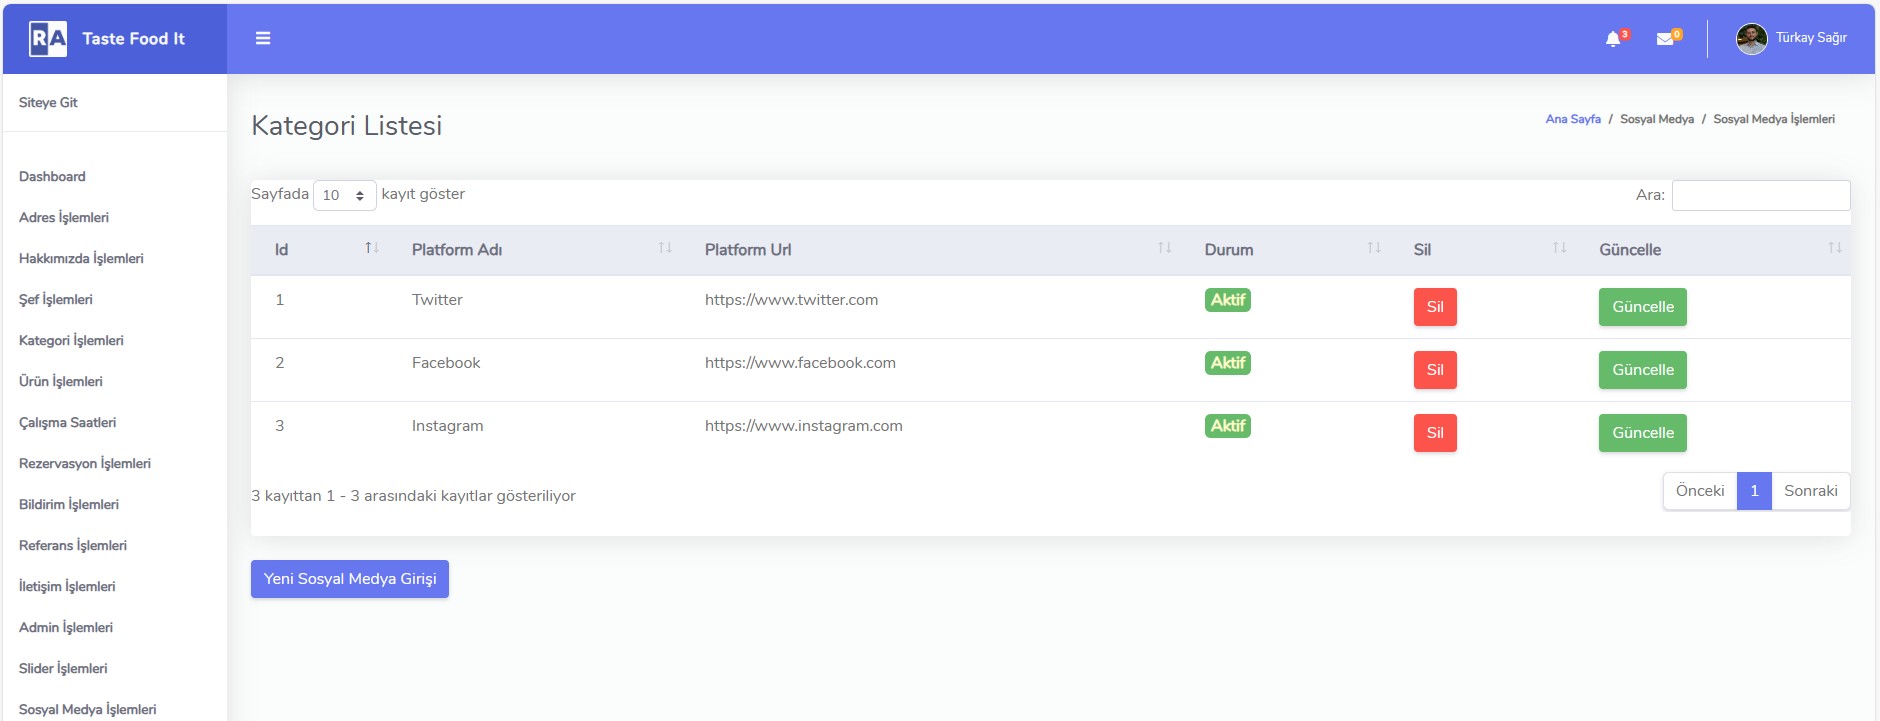 RA Taste Food It
3
0
Türkay Sağır
Siteye Git
Dashboard
Adres İşlemleri
Hakkımızda İşlemleri
Şef İşlemleri
Kategori İşlemleri
Ürün İşlemleri
Çalışma Saatleri
Rezervasyon İşlemleri
Bildirim İşlemleri
Referans İşlemleri
İletişim İşlemleri
Admin İşlemleri
Slider İşlemleri
Sosyal Medya İşlemleri
Kategori Listesi
Ana Sayfa / Sosyal Medya / Sosyal Medya İşlemleri
Sayfada 10 kayıt göster
Ara:
Id Platform Adı Platform Url Durum Sil Güncelle
1 Twitter https://www.twitter.com Aktif Sil Güncelle
2 Facebook https://www.facebook.com Aktif Sil Güncelle
3 Instagram https://www.instagram.com Aktif Sil Güncelle
3 kayıttan 1 - 3 arasındaki kayıtlar gösteriliyor
Önceki 1 Sonraki
Yeni Sosyal Medya Girişi